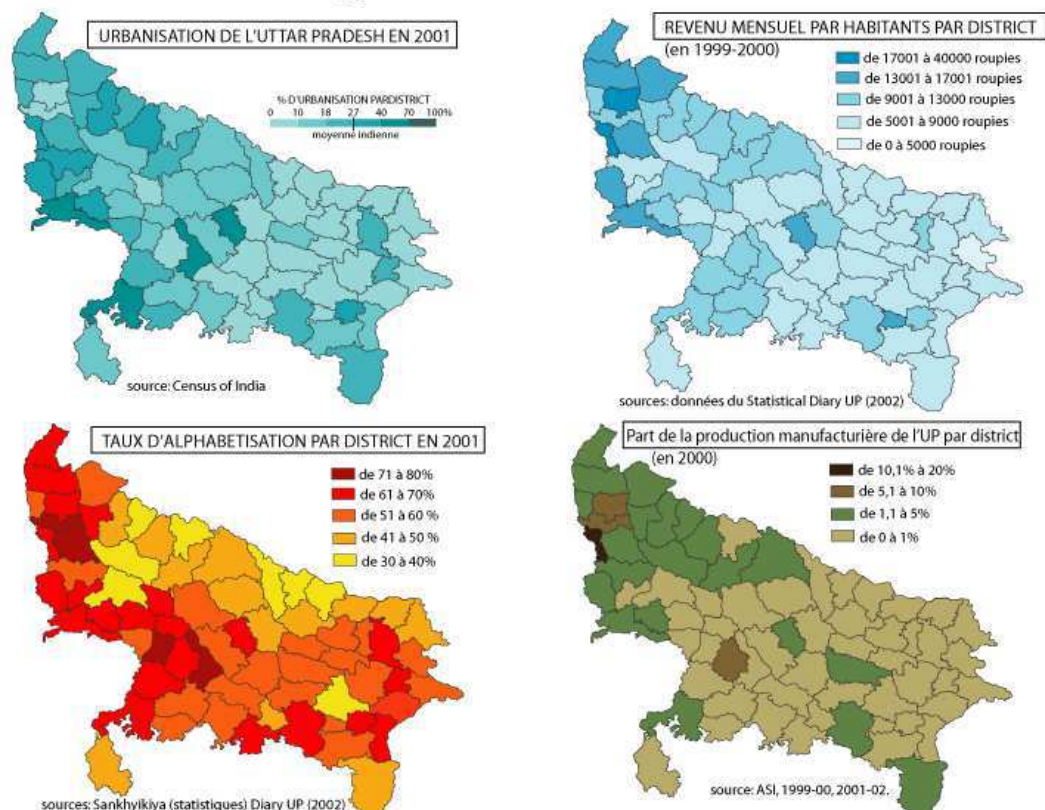 URBANISATION DE L'UTTAR PRADESH EN 2001
% D'URBANISATION PARDISTRICT
0 10 18 27 40 70 100%
moyenne indienne
source: Census of India
REVENU MENSUEL PAR HABITANTS PAR DISTRICT
(en 1999-2000)
de 17001 à 40000 roupies
de 13001 à 17001 roupies
de 9001 à 13000 roupies
de 5001 à 9000 roupies
de 0 à 5000 roupies
sources: données du Statistical Diary UP (2002)
TAUX D'ALPHABETISATION PAR DISTRICT EN 2001
de 71 à 80%
de 61 à 70%
de 51 à 60 %
de 41 à 50 %
de 30 à 40%
sources: Sankhyikiya (statistiques) Diary UP (2002)
Part de la production manufacturière de l'UP par district
(en 2000)
de 10,1% à 20%
de 5,1 à 10%
de 1,1 à 5%
de 0 à 1%
source: ASI, 1999-00, 2001-02.